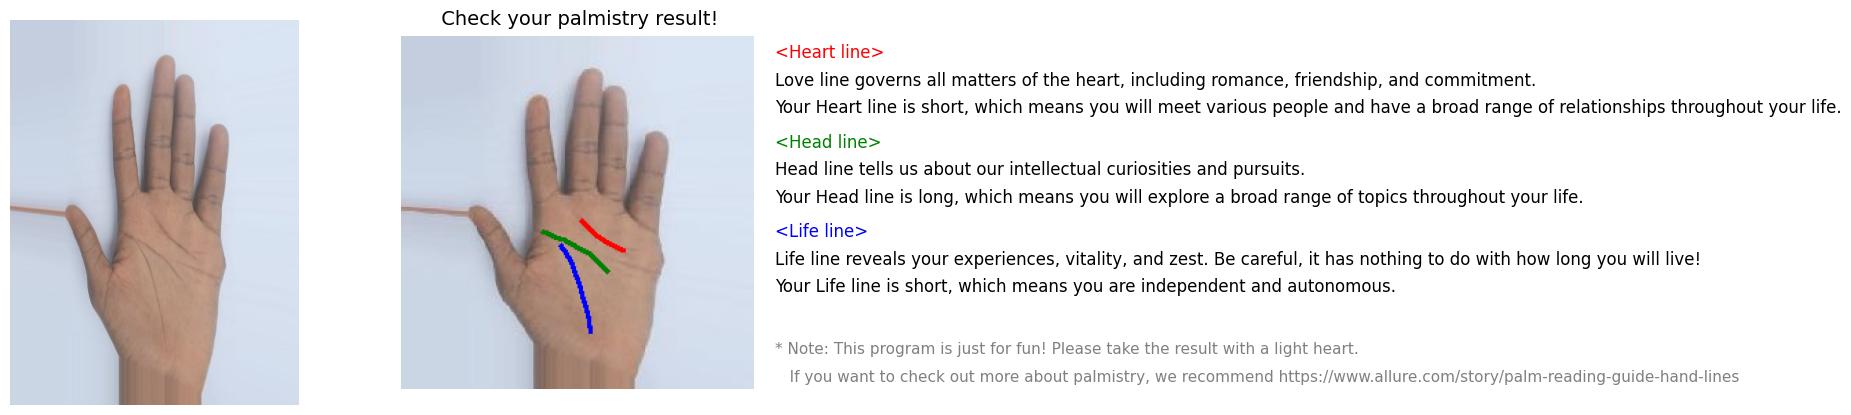 Check your palmistry result!
<Heart line>
Love line governs all matters of the heart, including romance, friendship, and commitment.
Your Heart line is short, which means you will meet various people and have a broad range of relationships throughout your life.
<Head line>
Head line tells us about our intellectual curiosities and pursuits.
Your Head line is long, which means you will explore a broad range of topics throughout your life.
<Life line>
Life line reveals your experiences, vitality, and zest. Be careful, it has nothing to do with how long you will live!
Your Life line is short, which means you are independent and autonomous.
* Note: This program is just for fun! Please take the result with a light heart.
If you want to check out more about palmistry, we recommend https://www.allure.com/story/palm-reading-guide-hand-lines